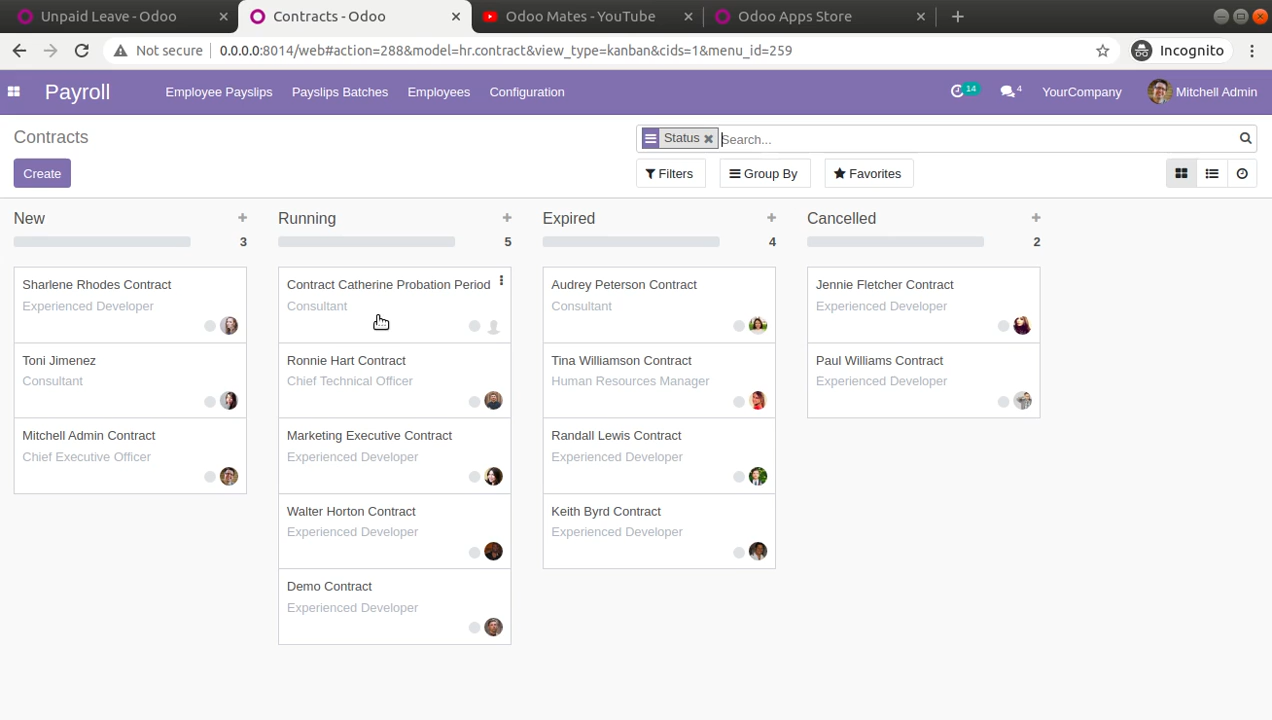 Unpaid Leave - Odoo
Contracts - Odoo
Odoo Mates - YouTube
Odoo Apps Store
Not secure
0.0.0.0:8014/web#action=288&model=hr.contract&view_type=kanban&cids=1&menu_id=259
Incognito
Payroll
Employee Payslips
Payslips Batches
Employees
Configuration
14
4
YourCompany
Mitchell Admin
Contracts
Status
Search...
Create
Filters
Group By
Favorites
New
3
Sharlene Rhodes Contract
Experienced Developer
Toni Jimenez
Consultant
Mitchell Admin Contract
Chief Executive Officer
Running
5
Contract Catherine Probation Period
Consultant
Ronnie Hart Contract
Chief Technical Officer
Marketing Executive Contract
Experienced Developer
Walter Horton Contract
Experienced Developer
Demo Contract
Experienced Developer
Expired
4
Audrey Peterson Contract
Consultant
Tina Williamson Contract
Human Resources Manager
Randall Lewis Contract
Experienced Developer
Keith Byrd Contract
Experienced Developer
Cancelled
2
Jennie Fletcher Contract
Experienced Developer
Paul Williams Contract
Experienced Developer